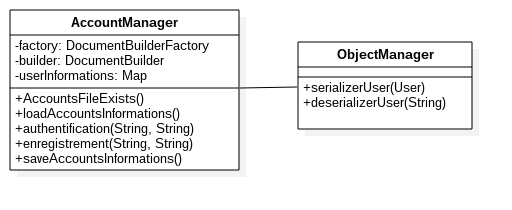 AccountManager
-factory: DocumentBuilderFactory
-builder: DocumentBuilder
-userInformations: Map
+AccountsFileExists()
+loadAccountsInformations()
+authentification(String, String)
+enregistrement(String, String)
+saveAccountsInformations()
ObjectManager
+serializerUser(User)
+deserializerUser(String)